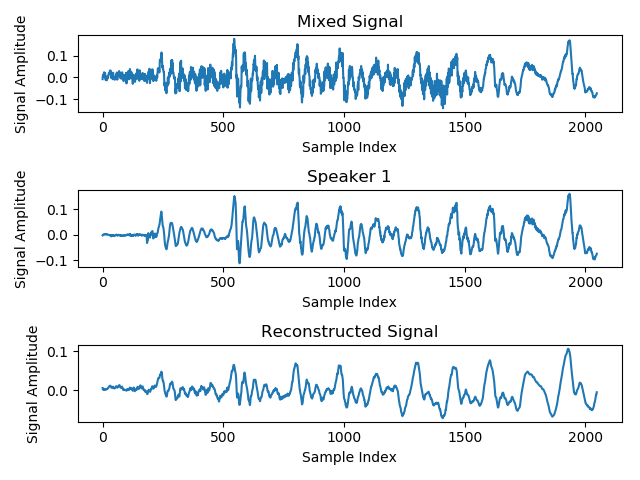 Mixed Signal
Signal Amplitude
0.1
0.0
−0.1
0 500 1000 1500 2000
Sample Index
Speaker 1
Signal Amplitude
0.1
0.0
−0.1
0 500 1000 1500 2000
Sample Index
Reconstructed Signal
Signal Amplitude
0.1
0.0
0 500 1000 1500 2000
Sample Index